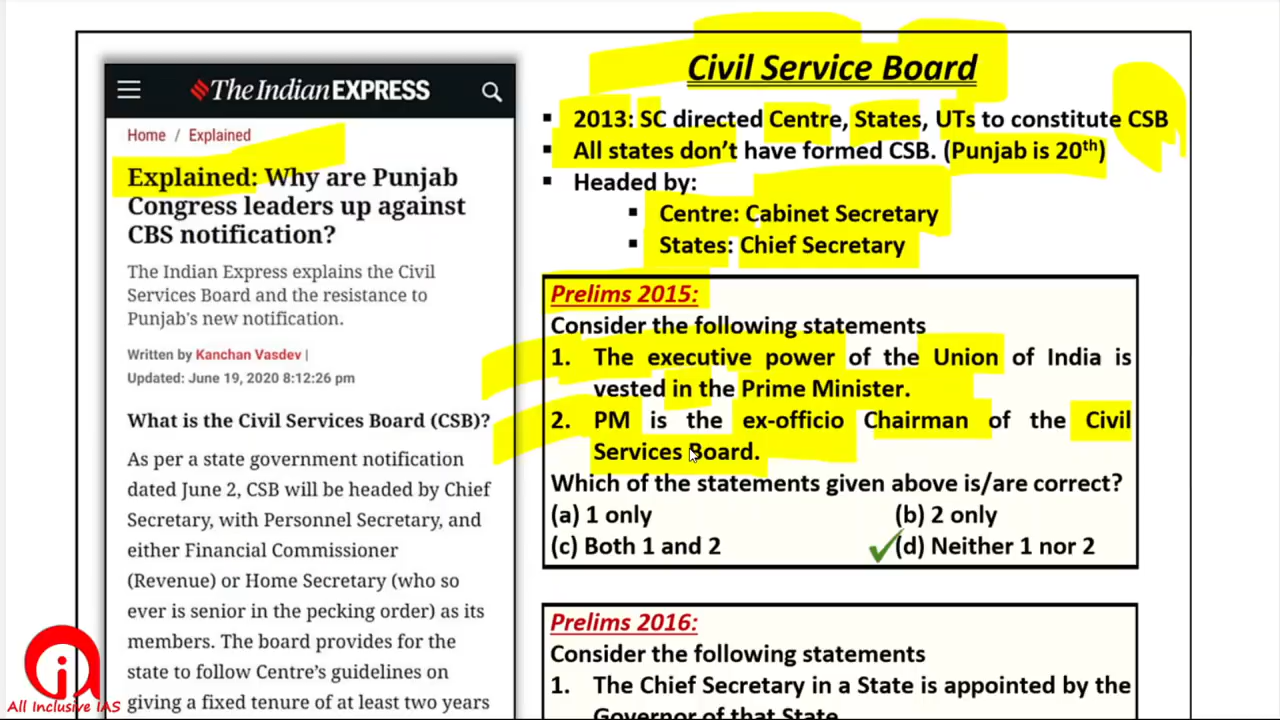 The Indian EXPRESS
Home / Explained
Explained: Why are Punjab
Congress leaders up against
CBS notification?
The Indian Express explains the Civil
Services Board and the resistance to
Punjab's new notification.
Written by Kanchan Vasdev |
Updated: June 19, 2020 8:12:26 pm
What is the Civil Services Board (CSB)?
As per a state government notification
dated June 2, CSB will be headed by Chief
Secretary, with Personnel Secretary, and
either Financial Commissioner
(Revenue) or Home Secretary (who so
ever is senior in the pecking order) as its
members. The board provides for the
state to follow Centre's guidelines on
giving a fixed tenure of at least two years
All Inclusive IAS
Civil Service Board
▪ 2013: SC directed Centre, States, UTs to constitute CSB
▪ All states don't have formed CSB. (Punjab is 20th)
▪ Headed by:
▪ Centre: Cabinet Secretary
▪ States: Chief Secretary
Prelims 2015:
Consider the following statements
1. The executive power of the Union of India is
vested in the Prime Minister.
2. PM is the ex-officio Chairman of the Civil
Services Board.
Which of the statements given above is/are correct?
(a) 1 only (b) 2 only
(c) Both 1 and 2 (d) Neither 1 nor 2
Prelims 2016:
Consider the following statements
1. The Chief Secretary in a State is appointed by the
Governor of that State